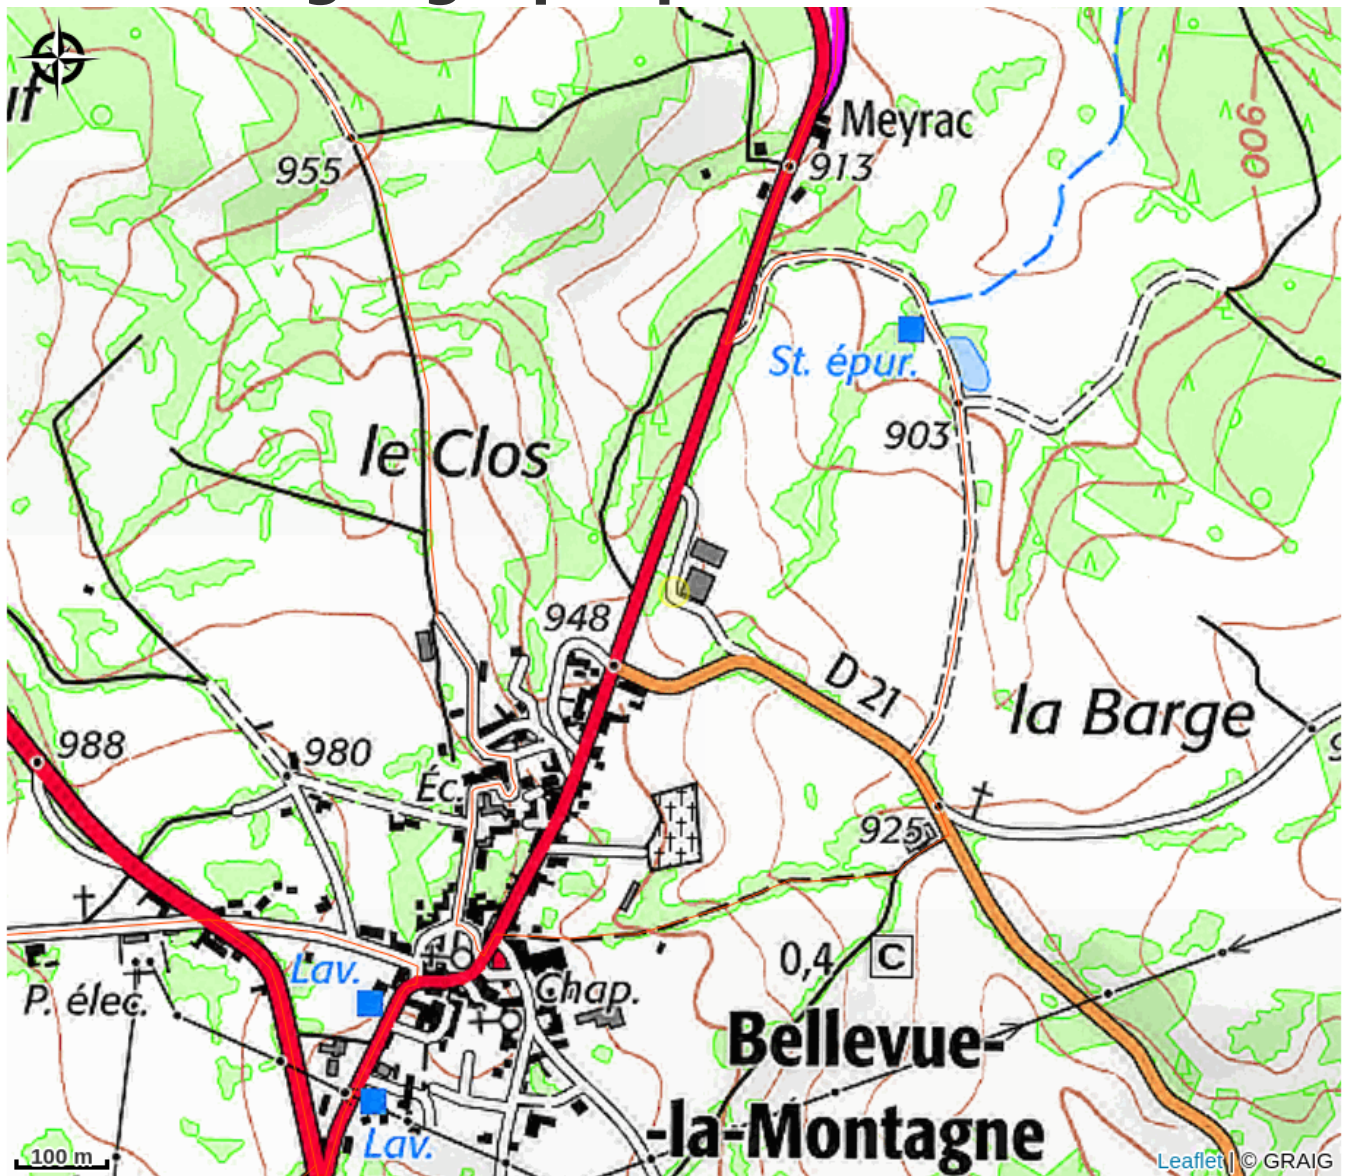 Meyrac
913
955
900
St. épur.
903
le Clos
948
D 21
la Barge
988
980
Éc.
925
Lav.
0,4
C
P. élec.
Chap.
Bellevue-
-la-Montagne
Lav.
100 m
Leaflet | © GRAIG